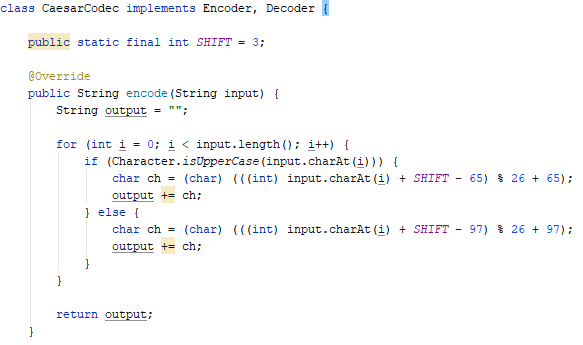 class CaesarCodec implements Encoder, Decoder {
public static final int SHIFT = 3;
@Override
public String encode(String input) {
String output = "";
for (int i = 0; i < input.length(); i++) {
if (Character.isUpperCase(input.charAt(i))) {
char ch = (char) (((int) input.charAt(i) + SHIFT - 65) % 26 + 65);
output += ch;
} else {
char ch = (char) (((int) input.charAt(i) + SHIFT - 97) % 26 + 97);
output += ch;
}
}
return output;
}